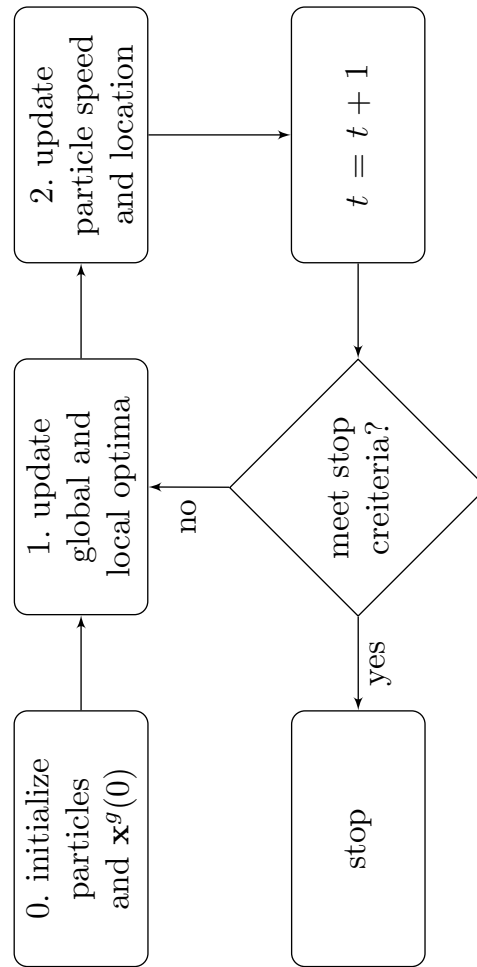 0. initialize
particles
and x^g(0)
1. update
global and
local optima
2. update
particle speed
and location
t = t + 1
meet stop
creiteria?
no
yes
stop